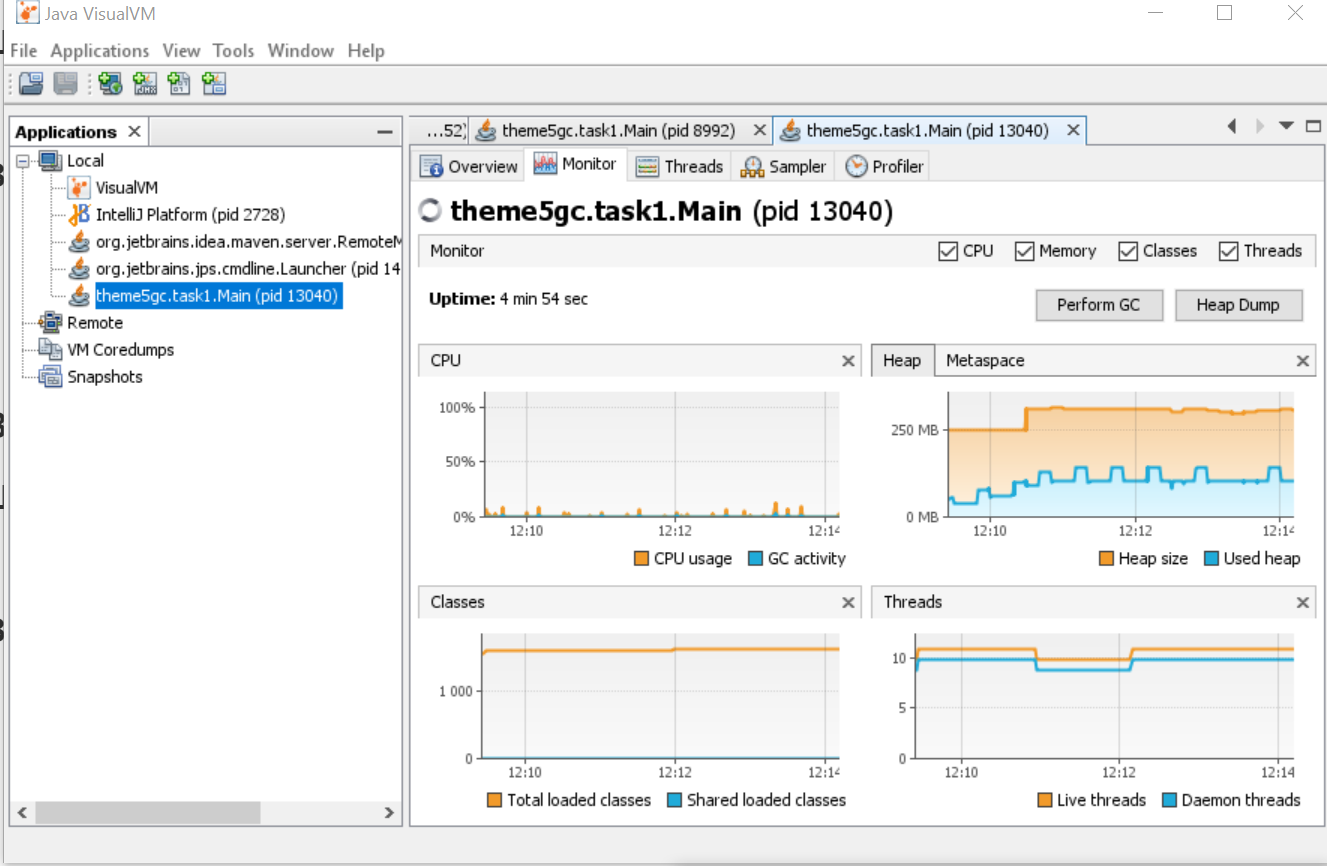 Java VisualVM
File Applications View Tools Window Help
Applications
...52)
theme5gc.task1.Main (pid 8992)
theme5gc.task1.Main (pid 13040)
Local
VisualVM
IntelliJ Platform (pid 2728)
org.jetbrains.idea.maven.server.RemoteM
org.jetbrains.jps.cmdline.Launcher (pid 14
theme5gc.task1.Main (pid 13040)
Remote
VM Coredumps
Snapshots
Overview Monitor Threads Sampler Profiler
theme5gc.task1.Main (pid 13040)
Monitor CPU Memory Classes Threads
Uptime: 4 min 54 sec
Perform GC Heap Dump
CPU
100%
50%
0%
12:10 12:12 12:14
CPU usage GC activity
Heap Metaspace
250 MB
0 MB
12:10 12:12 12:14
Heap size Used heap
Classes
1 000
0
12:10 12:12 12:14
Total loaded classes Shared loaded classes
Threads
10
5
0
12:10 12:12 12:14
Live threads Daemon threads